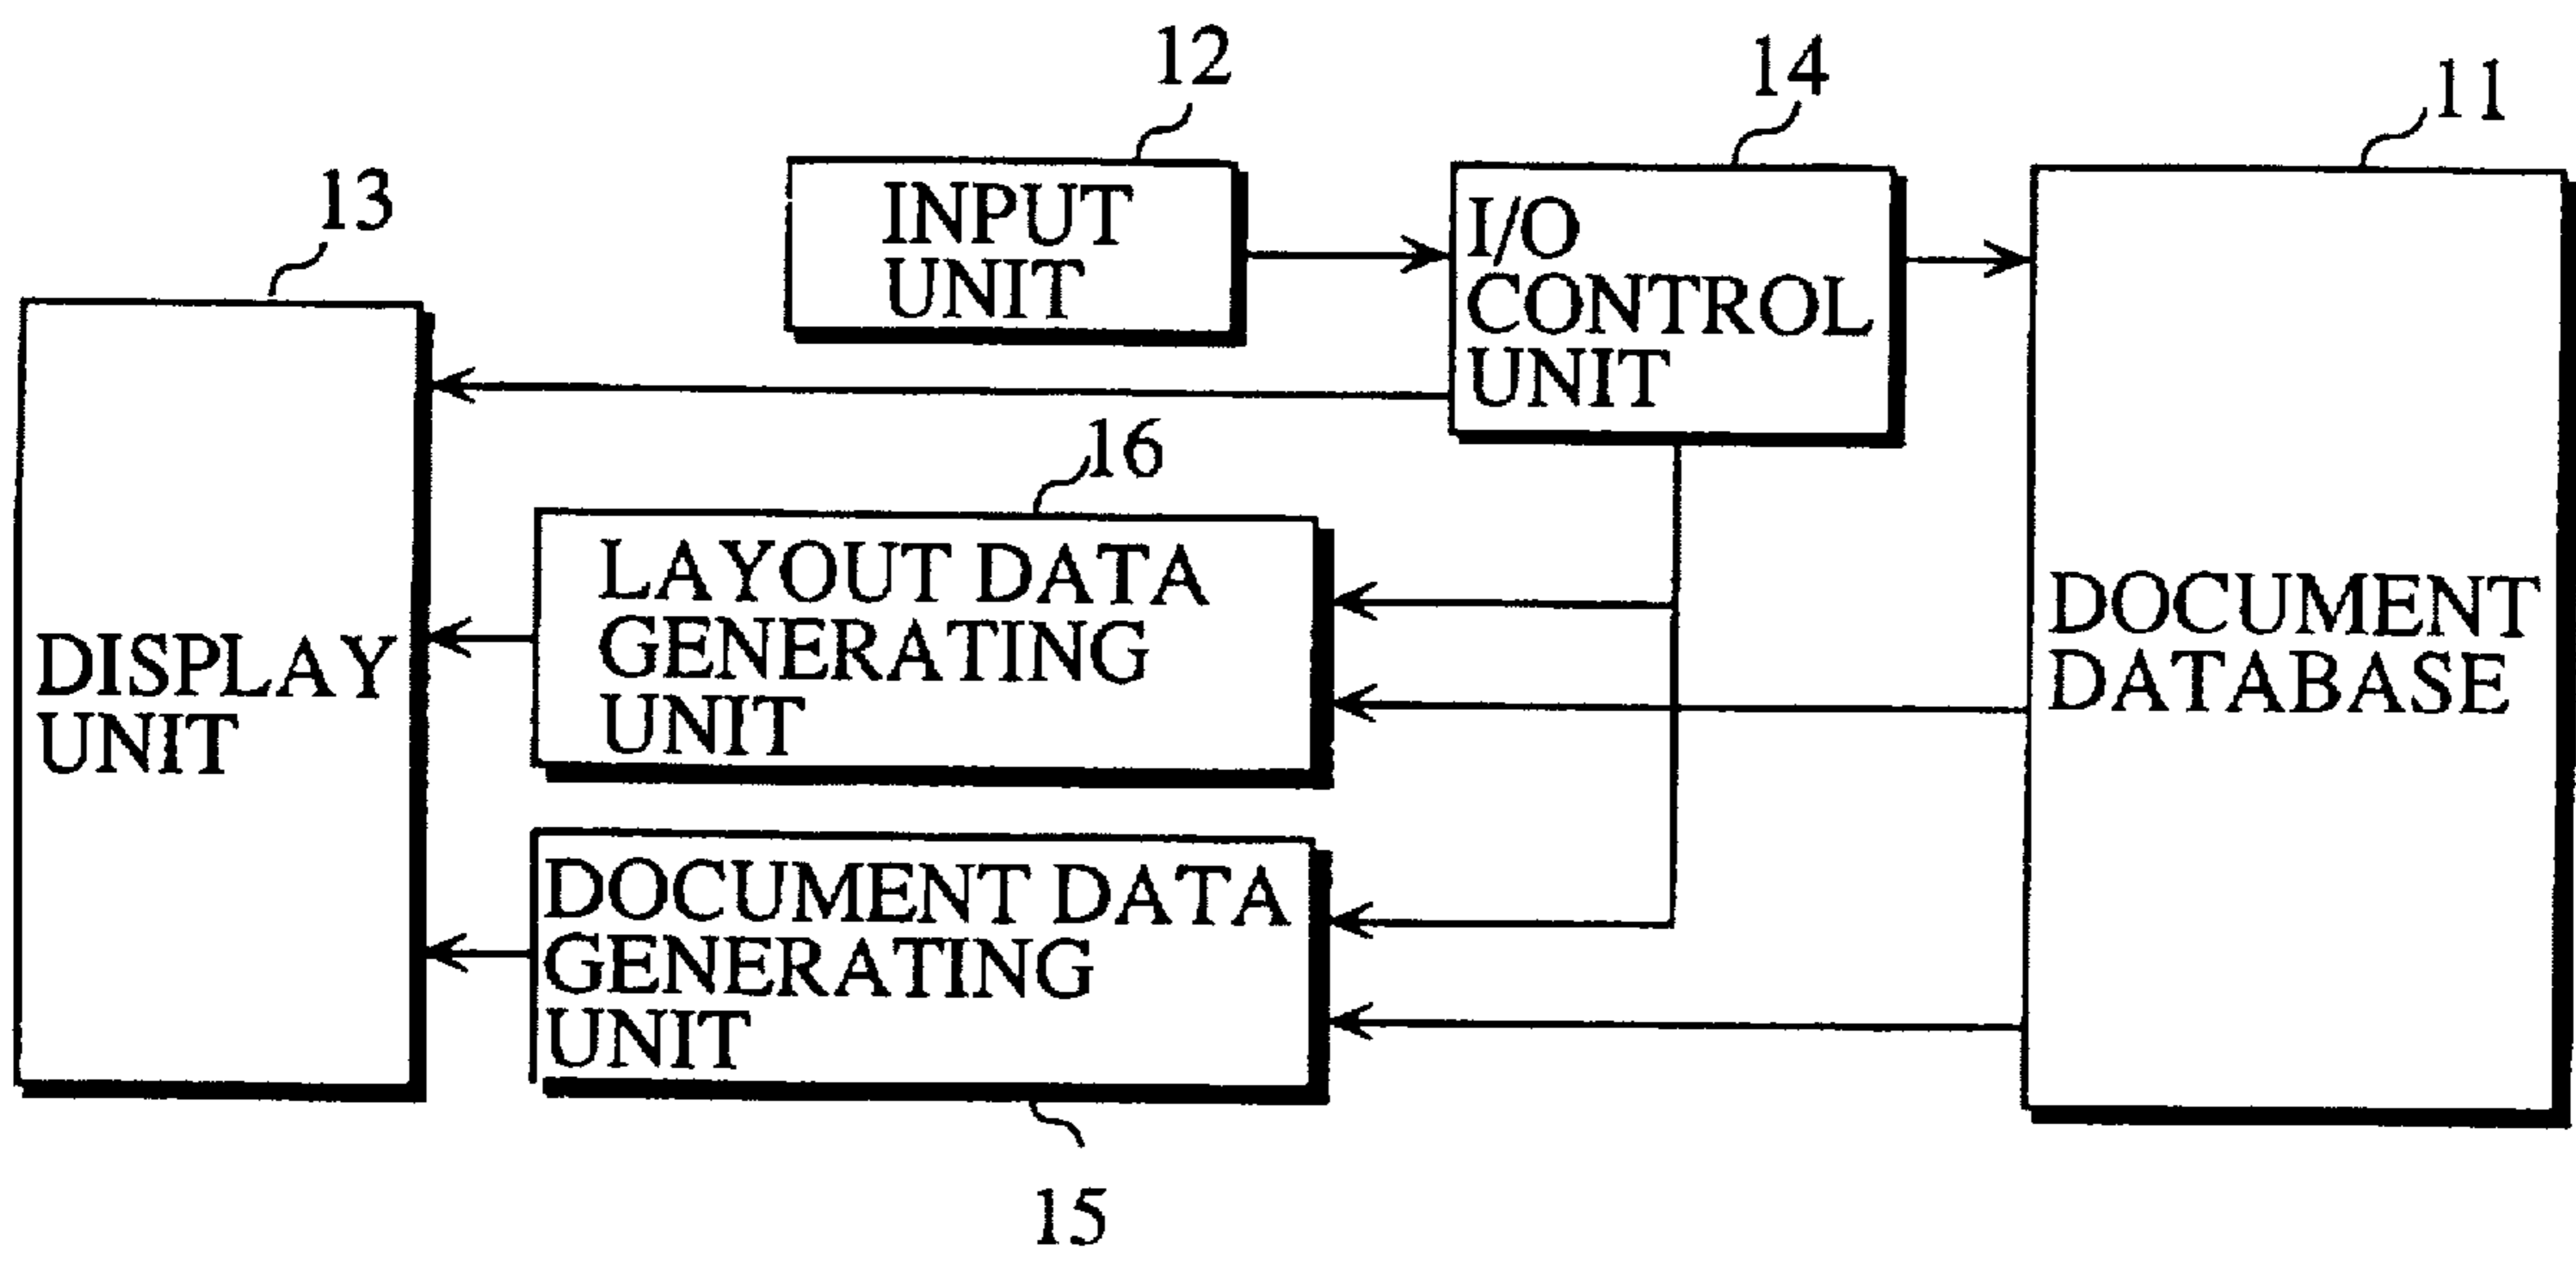 12
14
11
13
INPUT
UNIT
I/O
CONTROL
UNIT
16
LAYOUT DATA
GENERATING
UNIT
DISPLAY
UNIT
DOCUMENT
DATABASE
DOCUMENT DATA
GENERATING
UNIT
15